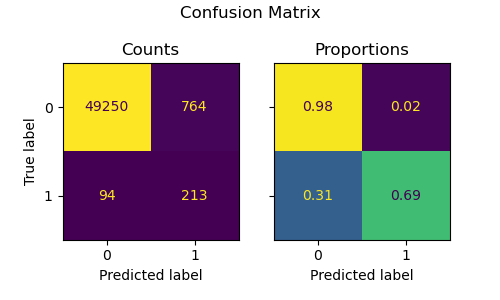 Confusion Matrix
Counts
Proportions
True label
0
49250
764
0.98
0.02
1
94
213
0.31
0.69
0
1
0
1
Predicted label
Predicted label